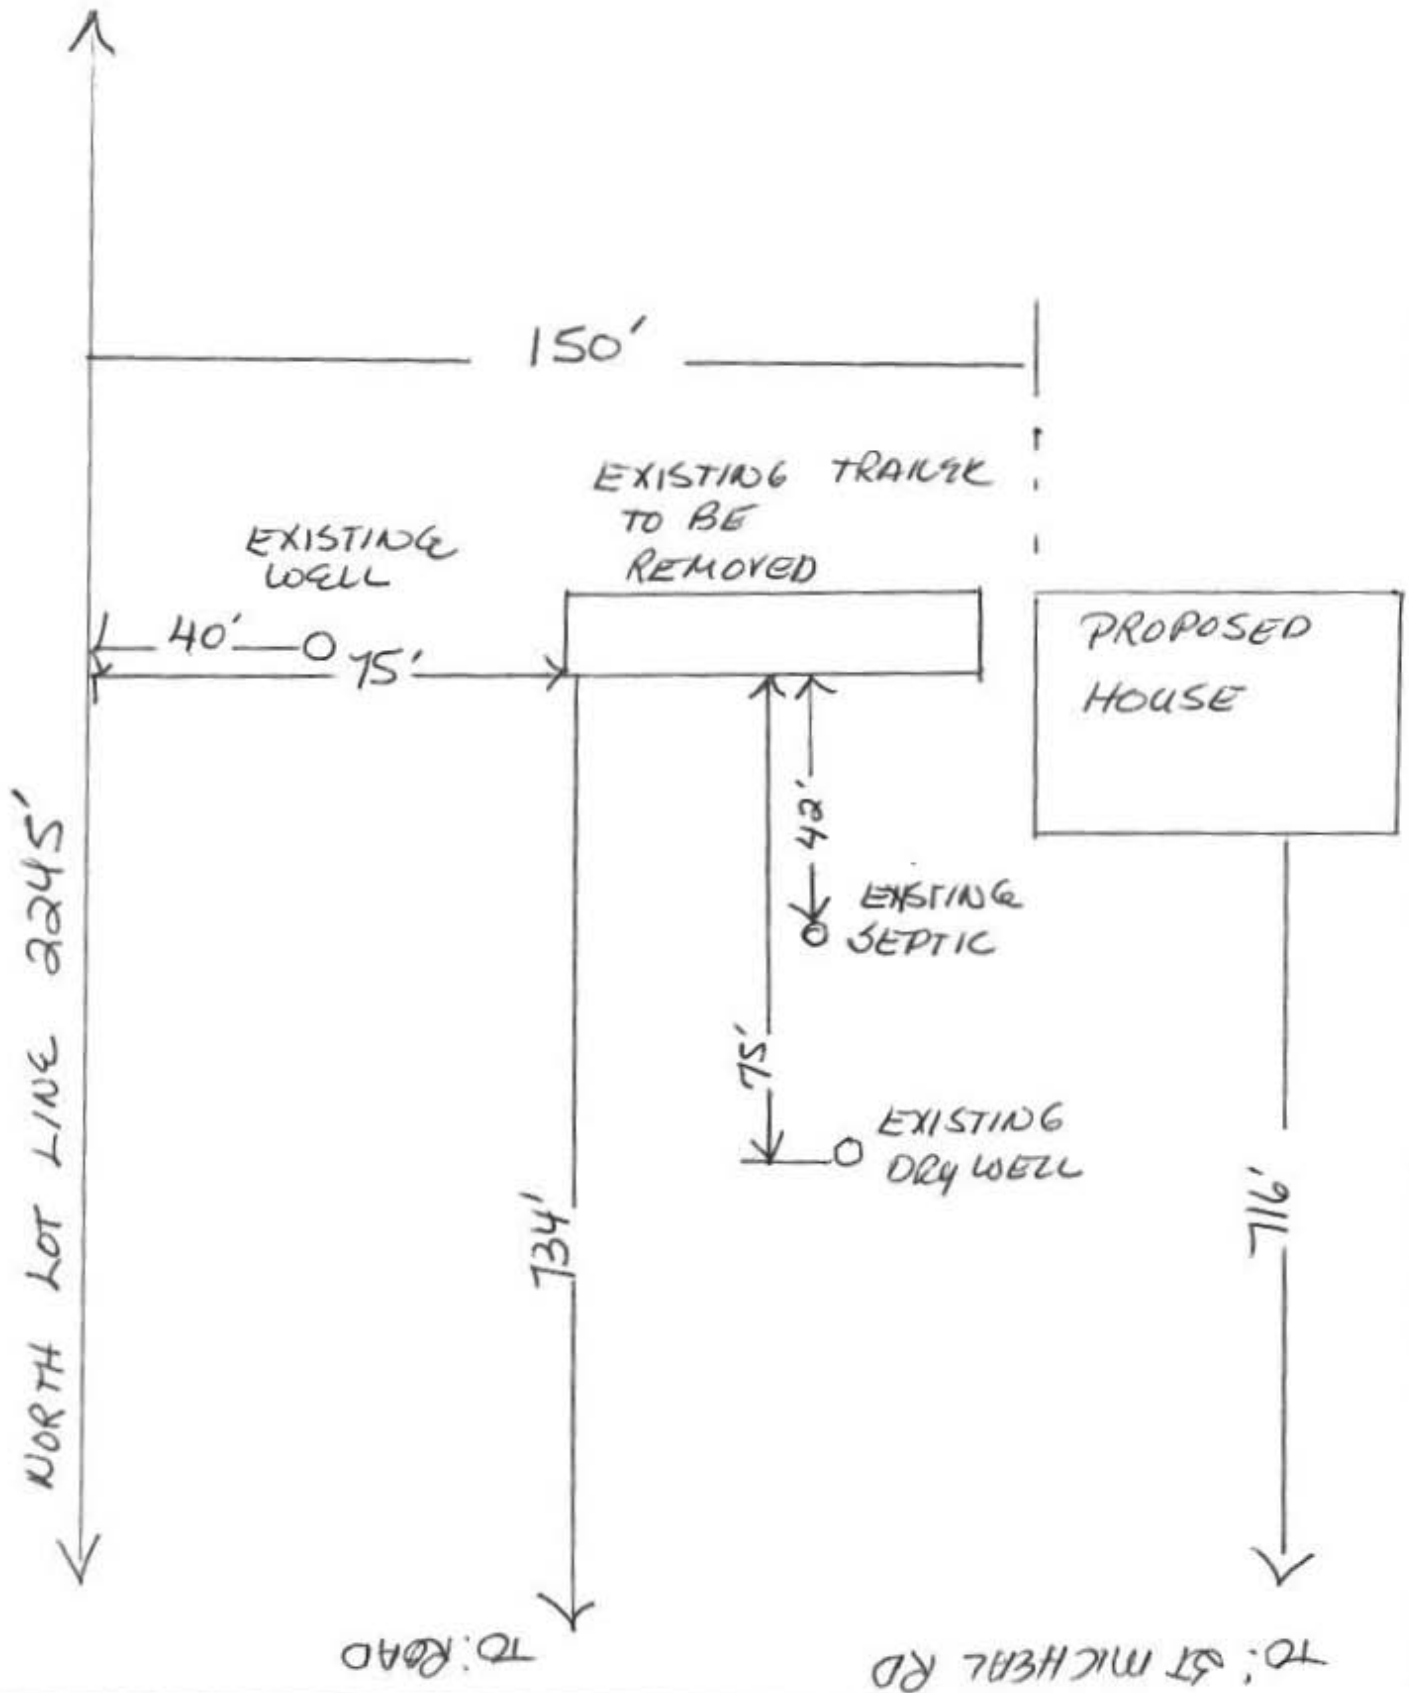 150'
EXISTING TRAILER
TO BE
REMOVED
EXISTING
WELL
40'
75'
PROPOSED
HOUSE
42'
EXISTING
SEPTIC
75'
EXISTING
DRY WELL
NORTH LOT LINE 2245'
734'
716'
TO: ROAD
TO: ST MICHEAL RD